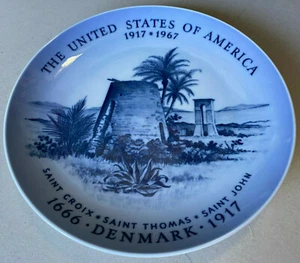 THE UNITED STATES OF AMERICA
1917 • 1967
SAINT CROIX • SAINT THOMAS • SAINT JOHN
1666 • DENMARK • 1917